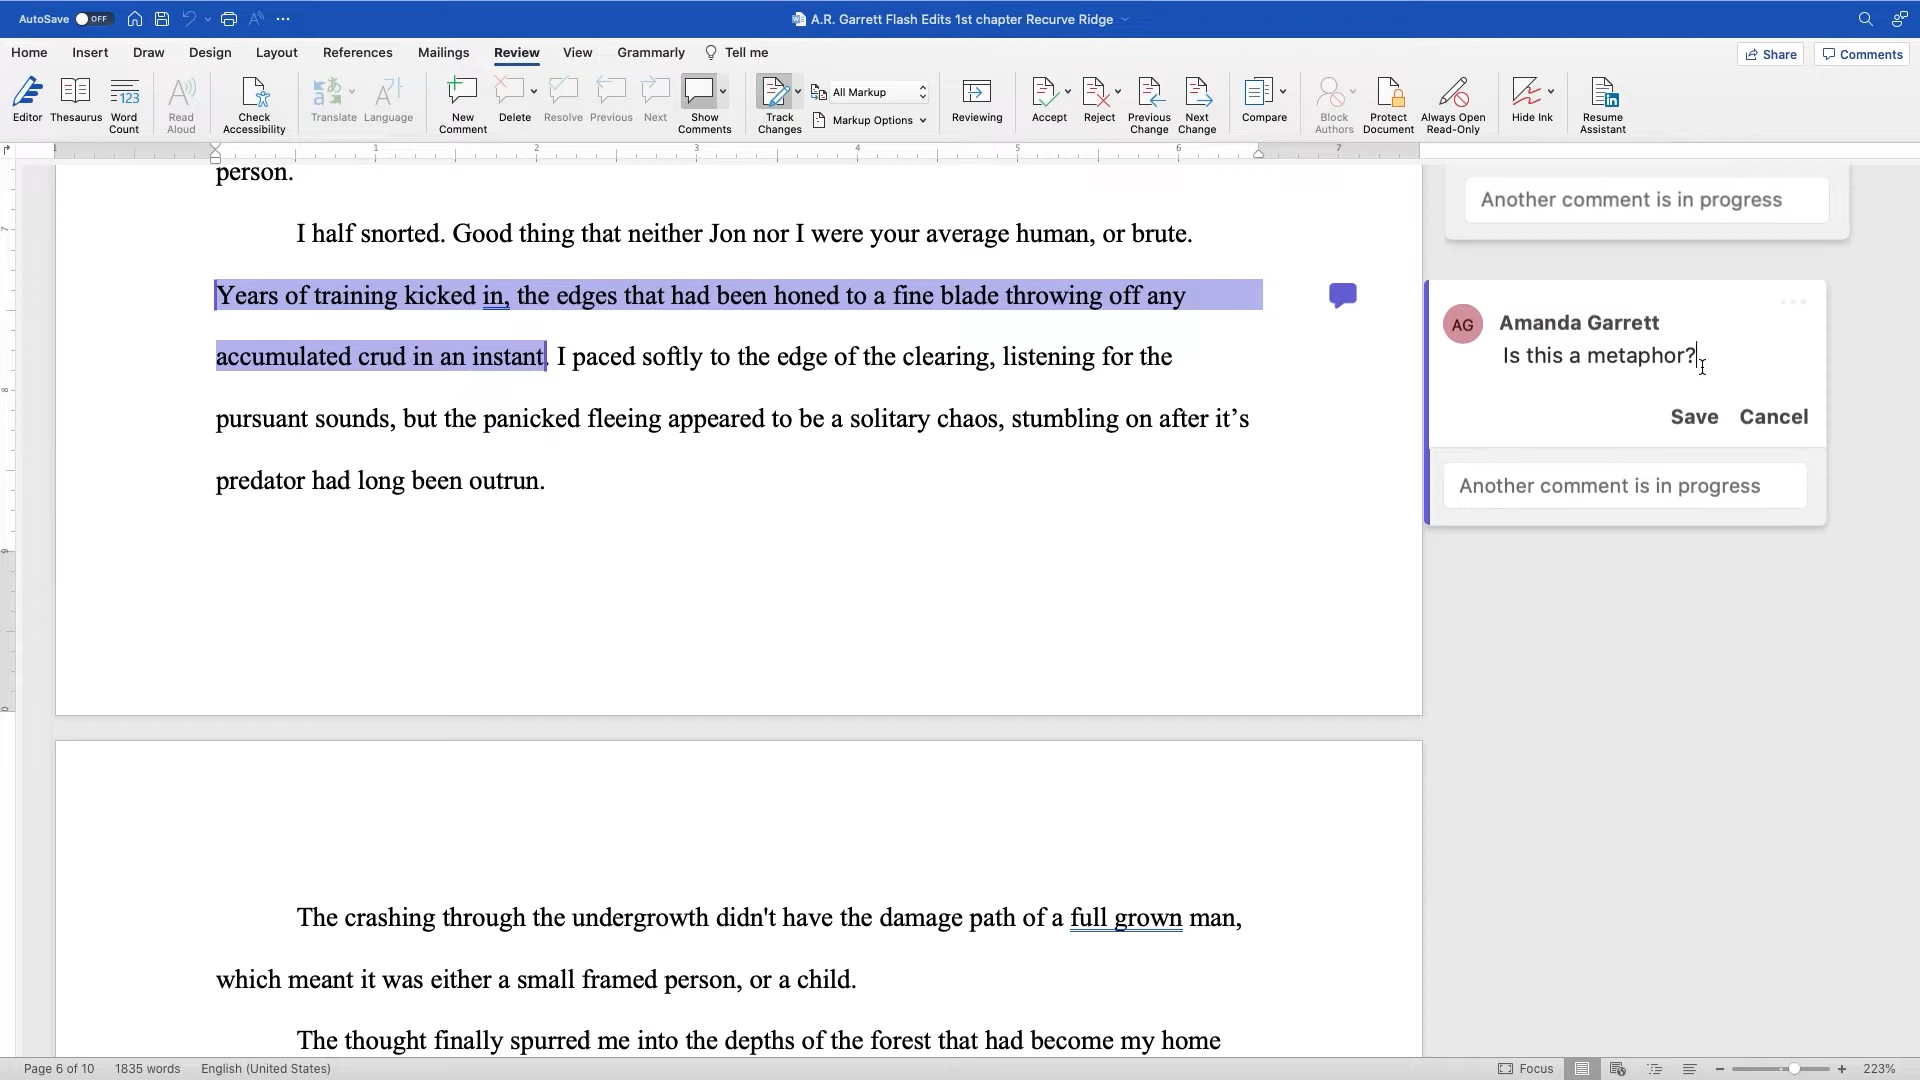 AutoSave OFF
A.R. Garrett Flash Edits 1st chapter Recurve Ridge
Home Insert Draw Design Layout References Mailings Review View Grammarly Tell me
Share Comments
Editor
Thesaurus
Word Count
Read Aloud
Check Accessibility
Translate
Language
New Comment
Delete
Resolve
Previous
Next
Show Comments
Track Changes
All Markup
Markup Options
Reviewing
Accept
Reject
Previous Change
Next Change
Compare
Block Authors
Protect Document
Always Open Read-Only
Hide Ink
Resume Assistant
1 1 2 3 4 5 6 7
person.
I half snorted. Good thing that neither Jon nor I were your average human, or brute.
Years of training kicked in, the edges that had been honed to a fine blade throwing off any
accumulated crud in an instant. I paced softly to the edge of the clearing, listening for the
pursuant sounds, but the panicked fleeing appeared to be a solitary chaos, stumbling on after it’s
predator had long been outrun.
The crashing through the undergrowth didn't have the damage path of a full grown man,
which meant it was either a small framed person, or a child.
The thought finally spurred me into the depths of the forest that had become my home
Another comment is in progress
AG
Amanda Garrett
Is this a metaphor?
Save Cancel
Another comment is in progress
Page 6 of 10 1835 words English (United States)
Focus
223%